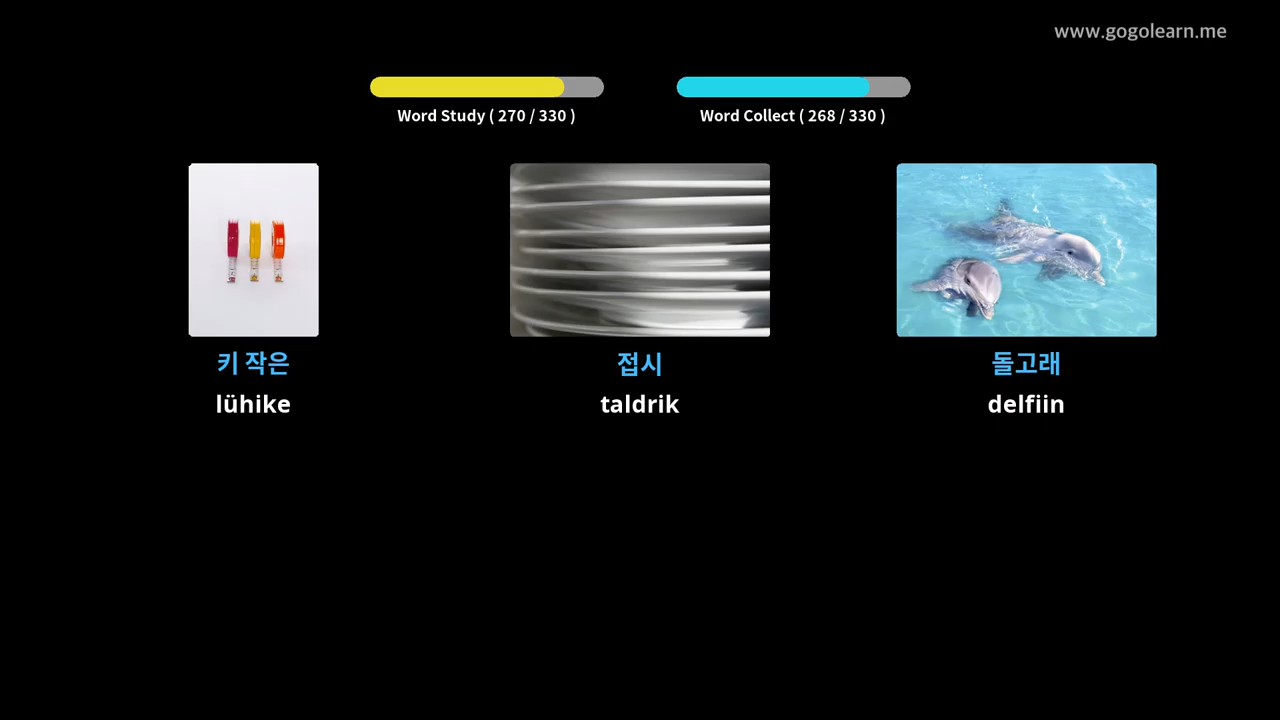 www.gogolearn.me
Word Study ( 270 / 330 )
Word Collect ( 268 / 330 )
키 작은
lühike
접시
taldrik
돌고래
delfiin